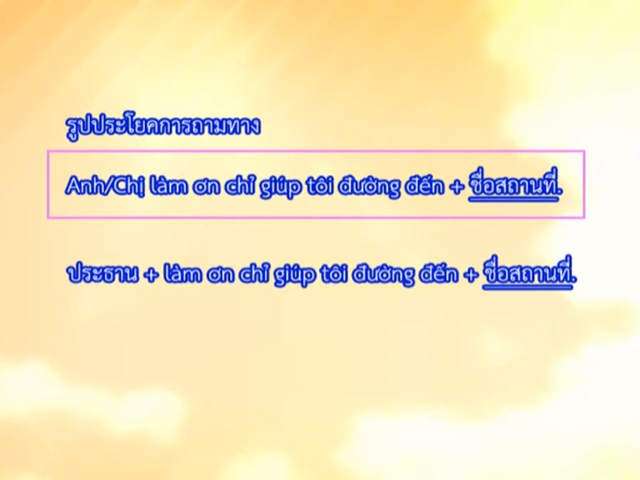 รูปประโยคการถามทาง
Anh/Chị làm ơn chỉ giúp tôi đường đến + ชื่อสถานที่.
ประธาน + làm ơn chỉ giúp tôi đường đến + ชื่อสถานที่.